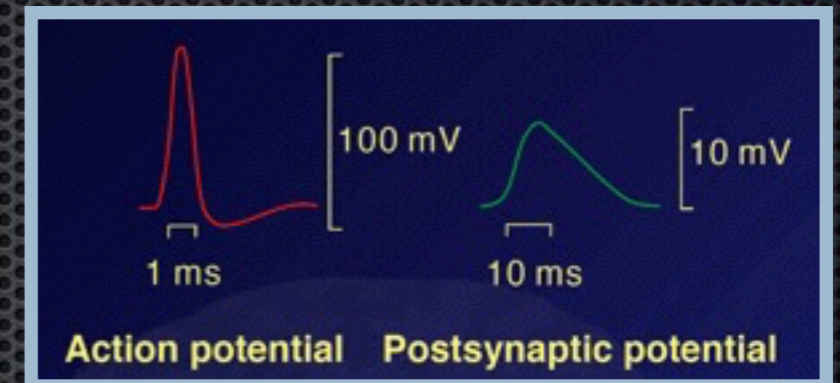 100 mV
10 mV
1 ms
10 ms
Action potential
Postsynaptic potential